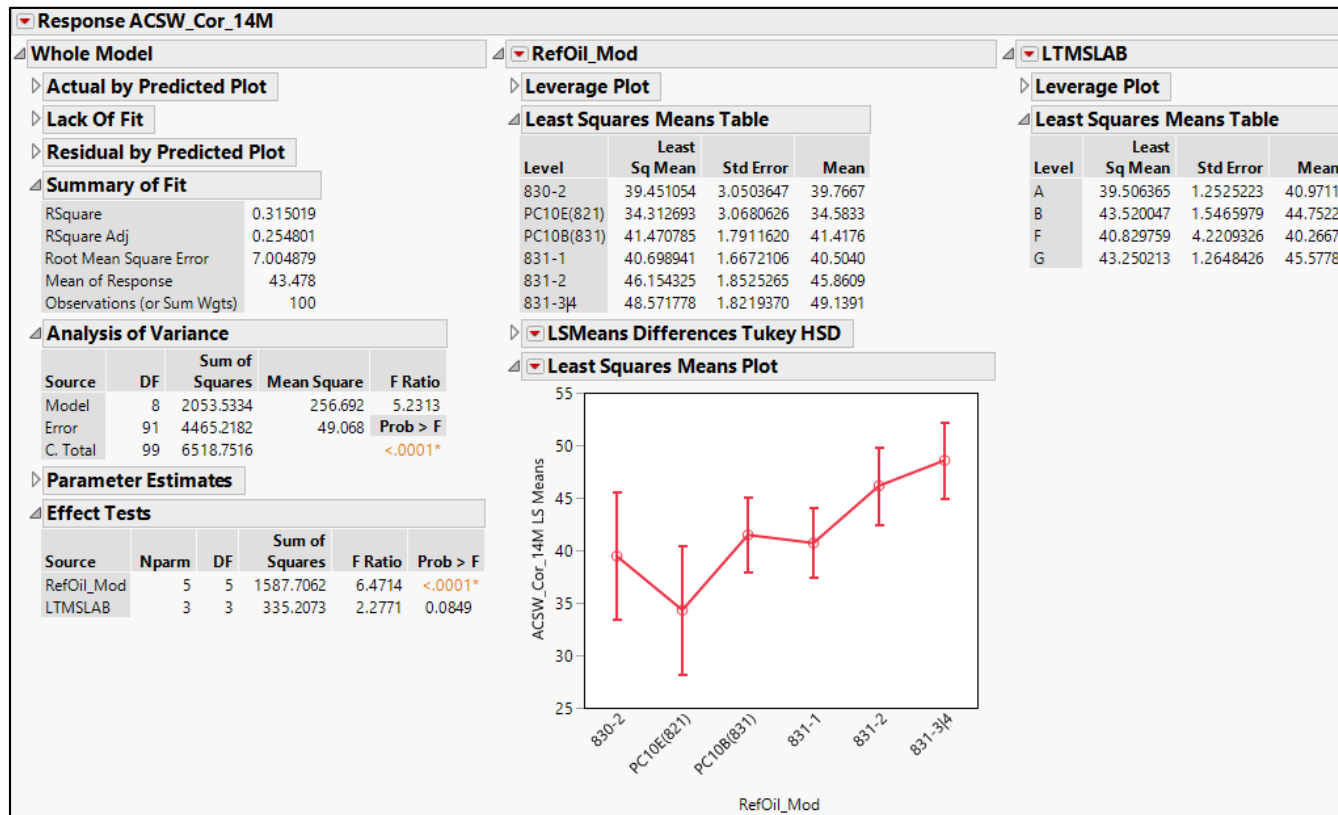 Response ACSW_Cor_14M
Whole Model
Actual by Predicted Plot
Lack Of Fit
Residual by Predicted Plot
Summary of Fit
RSquare 0.315019
RSquare Adj 0.254801
Root Mean Square Error 7.004879
Mean of Response 43.478
Observations (or Sum Wgts) 100
Analysis of Variance
Sum of
Source DF Squares Mean Square F Ratio
Model 8 2053.5334 256.692 5.2313
Error 91 4465.2182 49.068 Prob > F
C. Total 99 6518.7516 <.0001*
Parameter Estimates
Effect Tests
Sum of
Source Nparm DF Squares F Ratio Prob > F
RefOil_Mod 5 5 1587.7062 6.4714 <.0001*
LTMSLAB 3 3 335.2073 2.2771 0.0849
RefOil_Mod
Leverage Plot
Least Squares Means Table
Least
Level Sq Mean Std Error Mean
830-2 39.451054 3.0503647 39.7667
PC10E(821) 34.312693 3.0680626 34.5833
PC10B(831) 41.470785 1.7911620 41.4176
831-1 40.698941 1.6672106 40.5040
831-2 46.154325 1.8525265 45.8609
831-3|4 48.571778 1.8219370 49.1391
LSMeans Differences Tukey HSD
Least Squares Means Plot
ACSW_Cor_14M LS Means
55
50
45
40
35
30
25
830-2
PC10E(821)
PC10B(831)
831-1
831-2
831-3|4
RefOil_Mod
LTMSLAB
Leverage Plot
Least Squares Means Table
Least
Level Sq Mean Std Error Mean
A 39.506365 1.2525223 40.9711
B 43.520047 1.5465979 44.7522
F 40.829759 4.2209326 40.2667
G 43.250213 1.2648426 45.5778